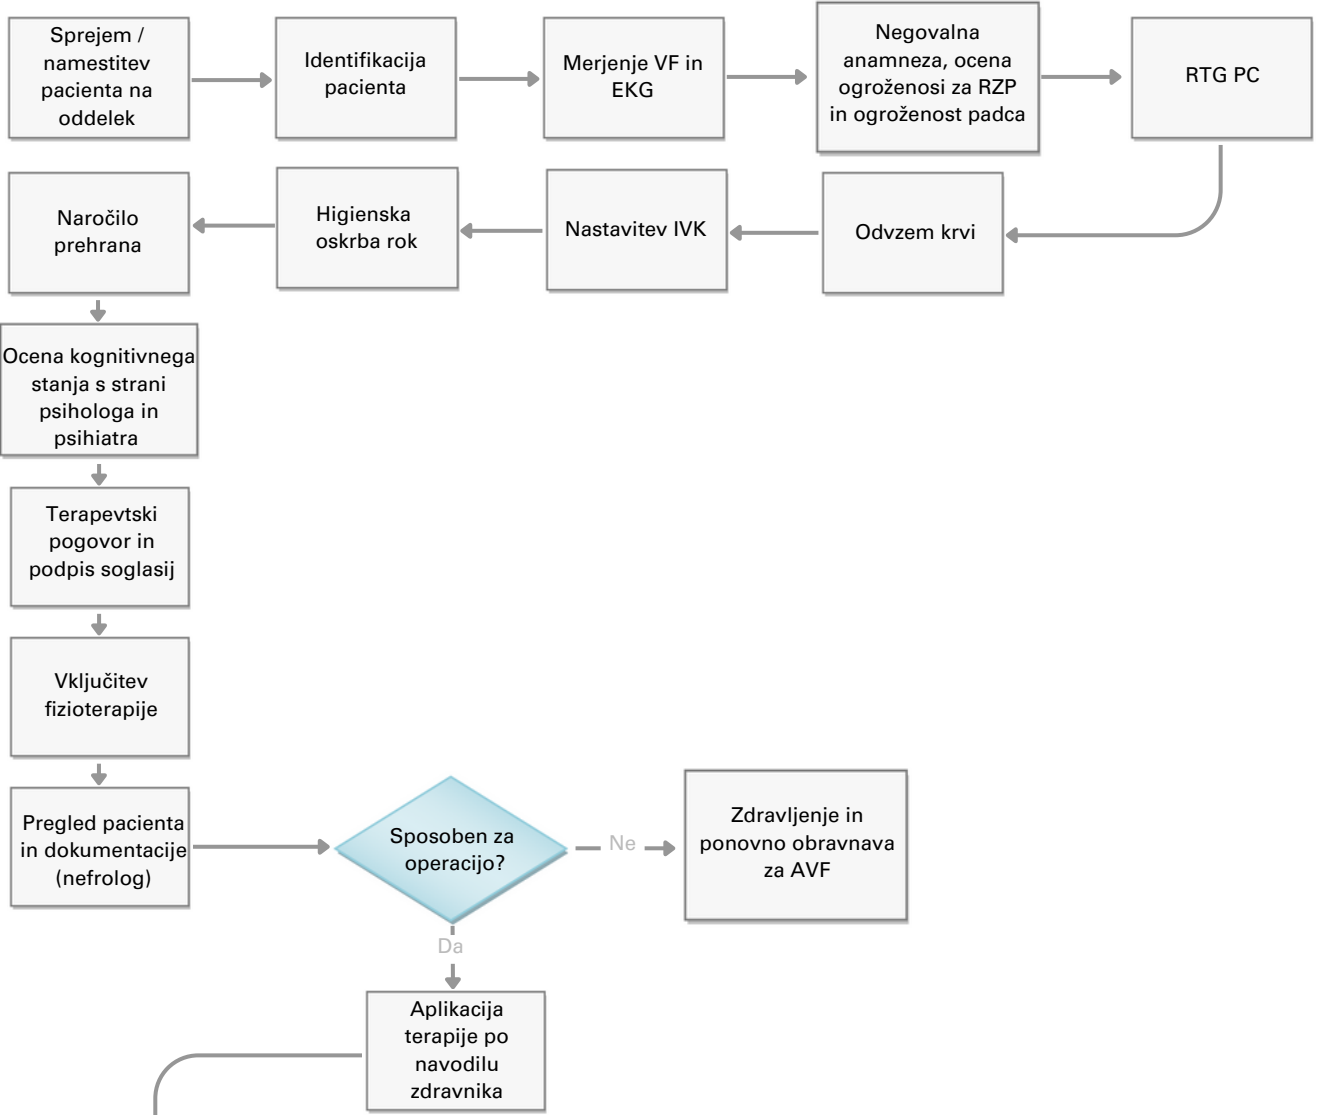 Sprejem /
namestitev
pacienta na
oddelek
Identifikacija
pacienta
Merjenje VF in
EKG
Negovalna
anamneza, ocena
ogroženosi za RZP
in ogroženost padca
RTG PC
Odvzem krvi
Nastavitev IVK
Higienska
oskrba rok
Naročilo
prehrana
Ocena kognitivnega
stanja s strani
psihologa in
psihiatra
Terapevtski
pogovor in
podpis soglasij
Vključitev
fizioterapije
Pregled pacienta
in dokumentacije
(nefrolog)
Sposoben za
operacijo?
Ne
Zdravljenje in
ponovno obravnava
za AVF
Da
Aplikacija
terapije po
navodilu
zdravnika